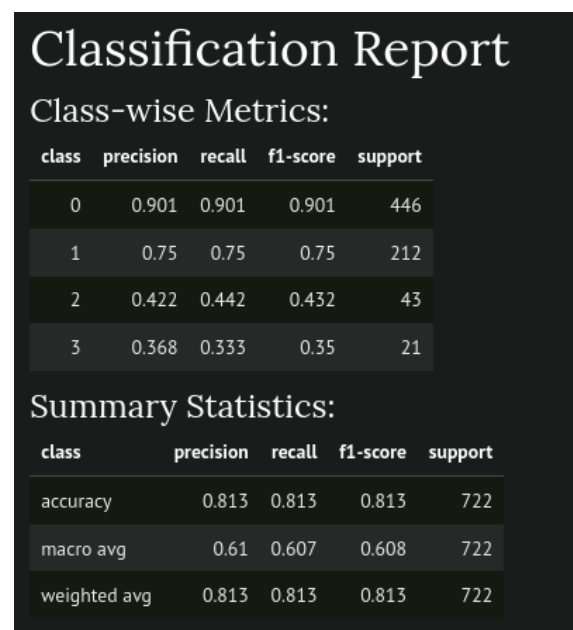 Classification Report
Class-wise Metrics:
class precision recall f1-score support
0 0.901 0.901 0.901 446
1 0.75 0.75 0.75 212
2 0.422 0.442 0.432 43
3 0.368 0.333 0.35 21
Summary Statistics:
class precision recall f1-score support
accuracy 0.813 0.813 0.813 722
macro avg 0.61 0.607 0.608 722
weighted avg 0.813 0.813 0.813 722